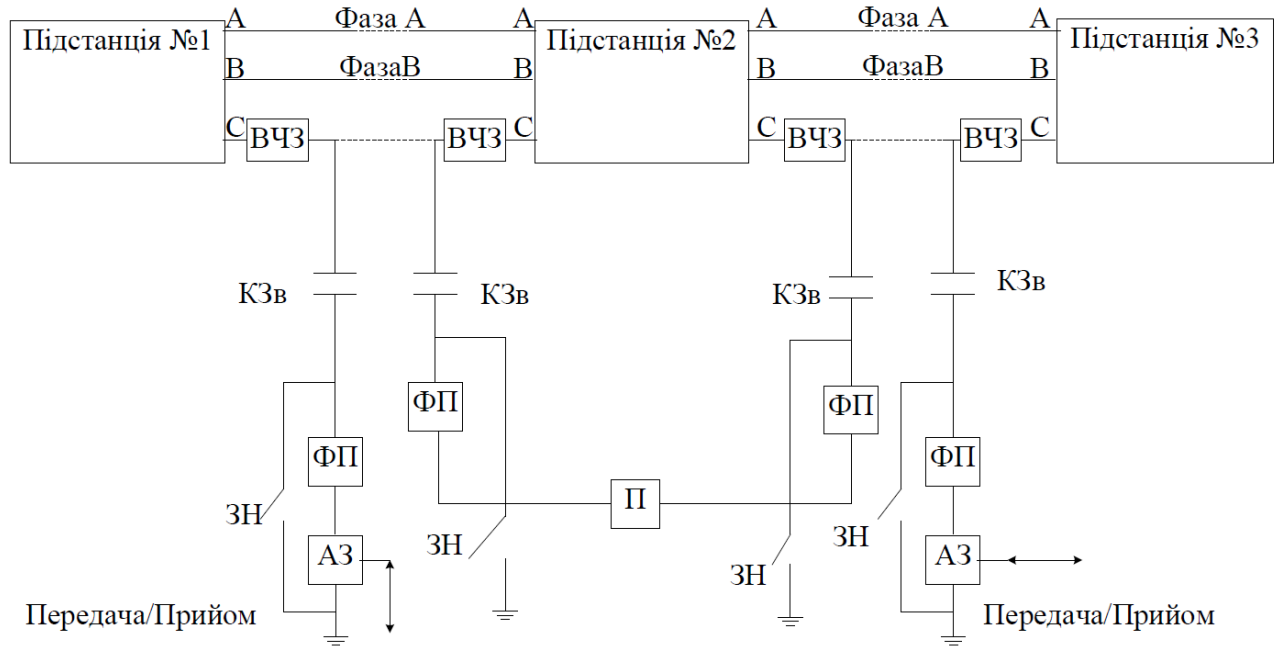 A Фаза А A
A Фаза А A
Підстанція №1
Підстанція №2
Підстанція №3
B ФазаВ B
B ФазаВ B
C ВЧЗ ВЧЗ C
C ВЧЗ ВЧЗ C
КЗв
КЗв
КЗв
КЗв
ФП
ФП
ФП
ФП
П
ЗН
ЗН
ЗН
ЗН
АЗ
АЗ
Передача/Прийом
Передача/Прийом